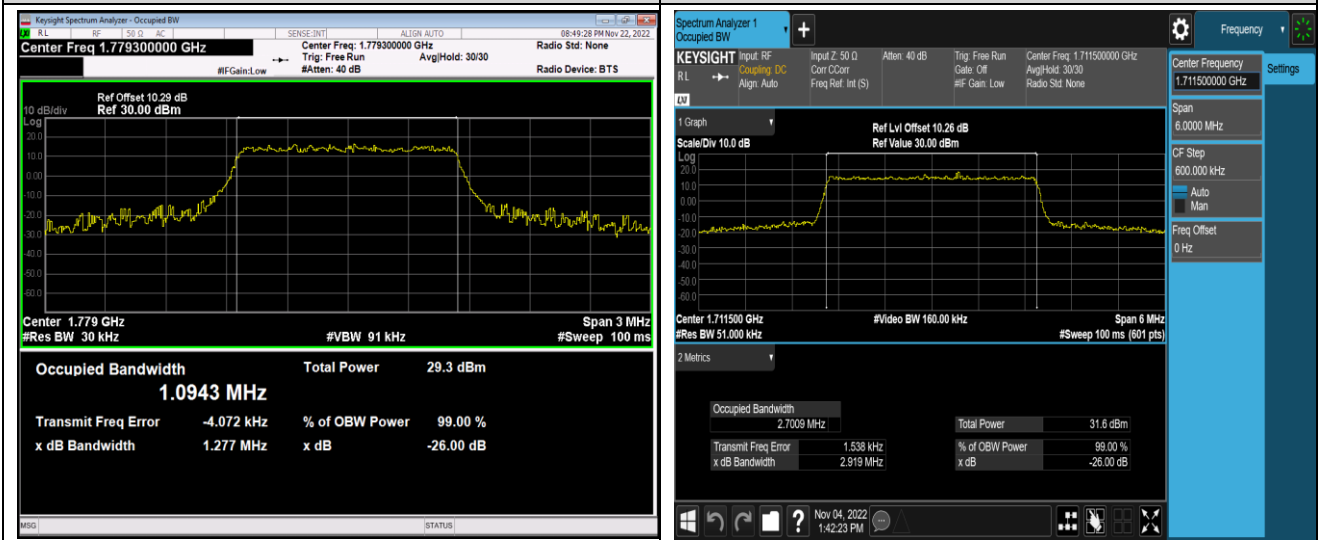 Keysight Spectrum Analyzer - Occupied BW
RL RF 50 Ω AC SENSE:INT ALIGN AUTO 08:49:28 PM Nov 22, 2022
Center Freq 1.779300000 GHz
Center Freq: 1.779300000 GHz
Radio Std: None
Trig: Free Run Avg|Hold: 30/30
#IFGain:Low #Atten: 40 dB Radio Device: BTS
Ref Offset 10.29 dB
10 dB/div Ref 30.00 dBm
Log
20.0
10.0
0.00
-10.0
-20.0
-30.0
-40.0
-50.0
-60.0
Center 1.779 GHz Span 3 MHz
#Res BW 30 kHz #VBW 91 kHz #Sweep 100 ms
Occupied Bandwidth Total Power 29.3 dBm
1.0943 MHz
Transmit Freq Error -4.072 kHz % of OBW Power 99.00 %
x dB Bandwidth 1.277 MHz x dB -26.00 dB
MSG STATUS
Spectrum Analyzer 1
Occupied BW
+
Frequency
KEYSIGHT Input: RF Input Z: 50 Ω Atten: 40 dB Trig: Free Run Center Freq: 1.711500000 GHz
RL Coupling: DC Corr CCorr Gate: Off Avg|Hold: 30/30
Align: Auto Freq Ref: Int (S) #IF Gain: Low Radio Std: None
LXI
Center Frequency
1.711500000 GHz
Settings
Span
6.0000 MHz
CF Step
600.000 kHz
Auto
Man
Freq Offset
0 Hz
1 Graph
Ref Lvl Offset 10.26 dB
Scale/Div 10.0 dB Ref Value 30.00 dBm
Log
20.0
10.0
0.00
-10.0
-20.0
-30.0
-40.0
-50.0
-60.0
Center 1.711500 GHz #Video BW 160.00 kHz Span 6 MHz
#Res BW 51.000 kHz #Sweep 100 ms (601 pts)
2 Metrics
Occupied Bandwidth
2.7009 MHz Total Power 31.6 dBm
Transmit Freq Error 1.538 kHz % of OBW Power 99.00 %
x dB Bandwidth 2.919 MHz x dB -26.00 dB
? Nov 04, 2022
1:42:23 PM